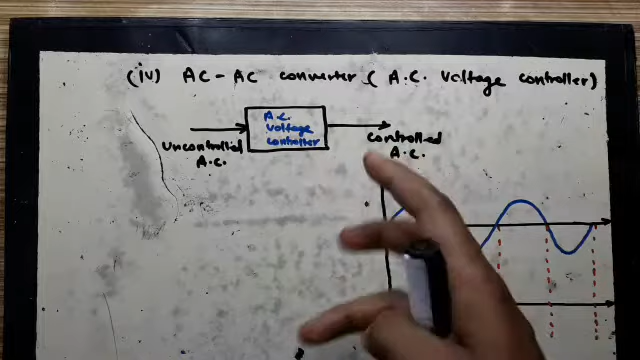 (iv) AC - AC converter ( A.C. Voltage controller)
A.C.
Voltage
controller
Uncontrolled
A.C.
Controlled
A.C.